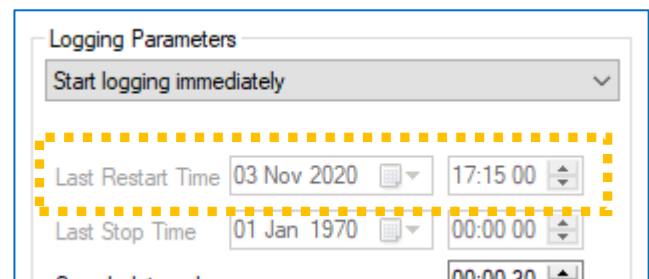 Logging Parameters
Start logging immediately
Last Restart Time 03 Nov 2020 17:15 00
Last Stop Time 01 Jan 1970 00:00 00
00:00 30